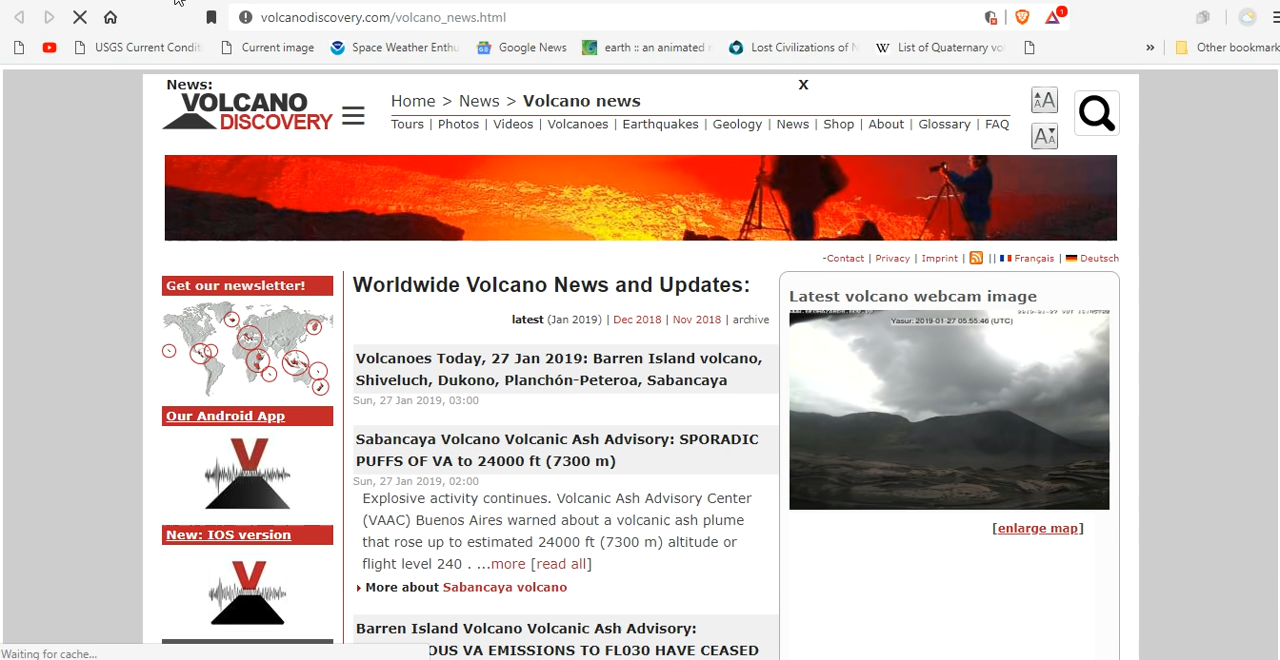 volcanodiscovery.com/volcano_news.html
1
USGS Current Condit
Current image
Space Weather Enthu
Google News
earth :: an animated
Lost Civilizations of N
List of Quaternary vo
»
Other bookmark
News:
VOLCANO
DISCOVERY
Home > News > Volcano news
X
Tours | Photos | Videos | Volcanoes | Earthquakes | Geology | News | Shop | About | Glossary | FAQ
AA
AA
-Contact | Privacy | Imprint | || Français | Deutsch
Get our newsletter!
Our Android App
New: IOS version
Worldwide Volcano News and Updates:
latest (Jan 2019) | Dec 2018 | Nov 2018 | archive
Volcanoes Today, 27 Jan 2019: Barren Island volcano,
Shiveluch, Dukono, Planchón-Peteroa, Sabancaya
Sun, 27 Jan 2019, 03:00
Sabancaya Volcano Volcanic Ash Advisory: SPORADIC
PUFFS OF VA to 24000 ft (7300 m)
Sun, 27 Jan 2019, 02:00
Explosive activity continues. Volcanic Ash Advisory Center
(VAAC) Buenos Aires warned about a volcanic ash plume
that rose up to estimated 24000 ft (7300 m) altitude or
flight level 240 . ...more [read all]
More about Sabancaya volcano
Barren Island Volcano Volcanic Ash Advisory:
OUS VA EMISSIONS TO FL030 HAVE CEASED
Latest volcano webcam image
Yasur: 2019-01-27 05:55:46 (UTC)
[enlarge map]
Waiting for cache...